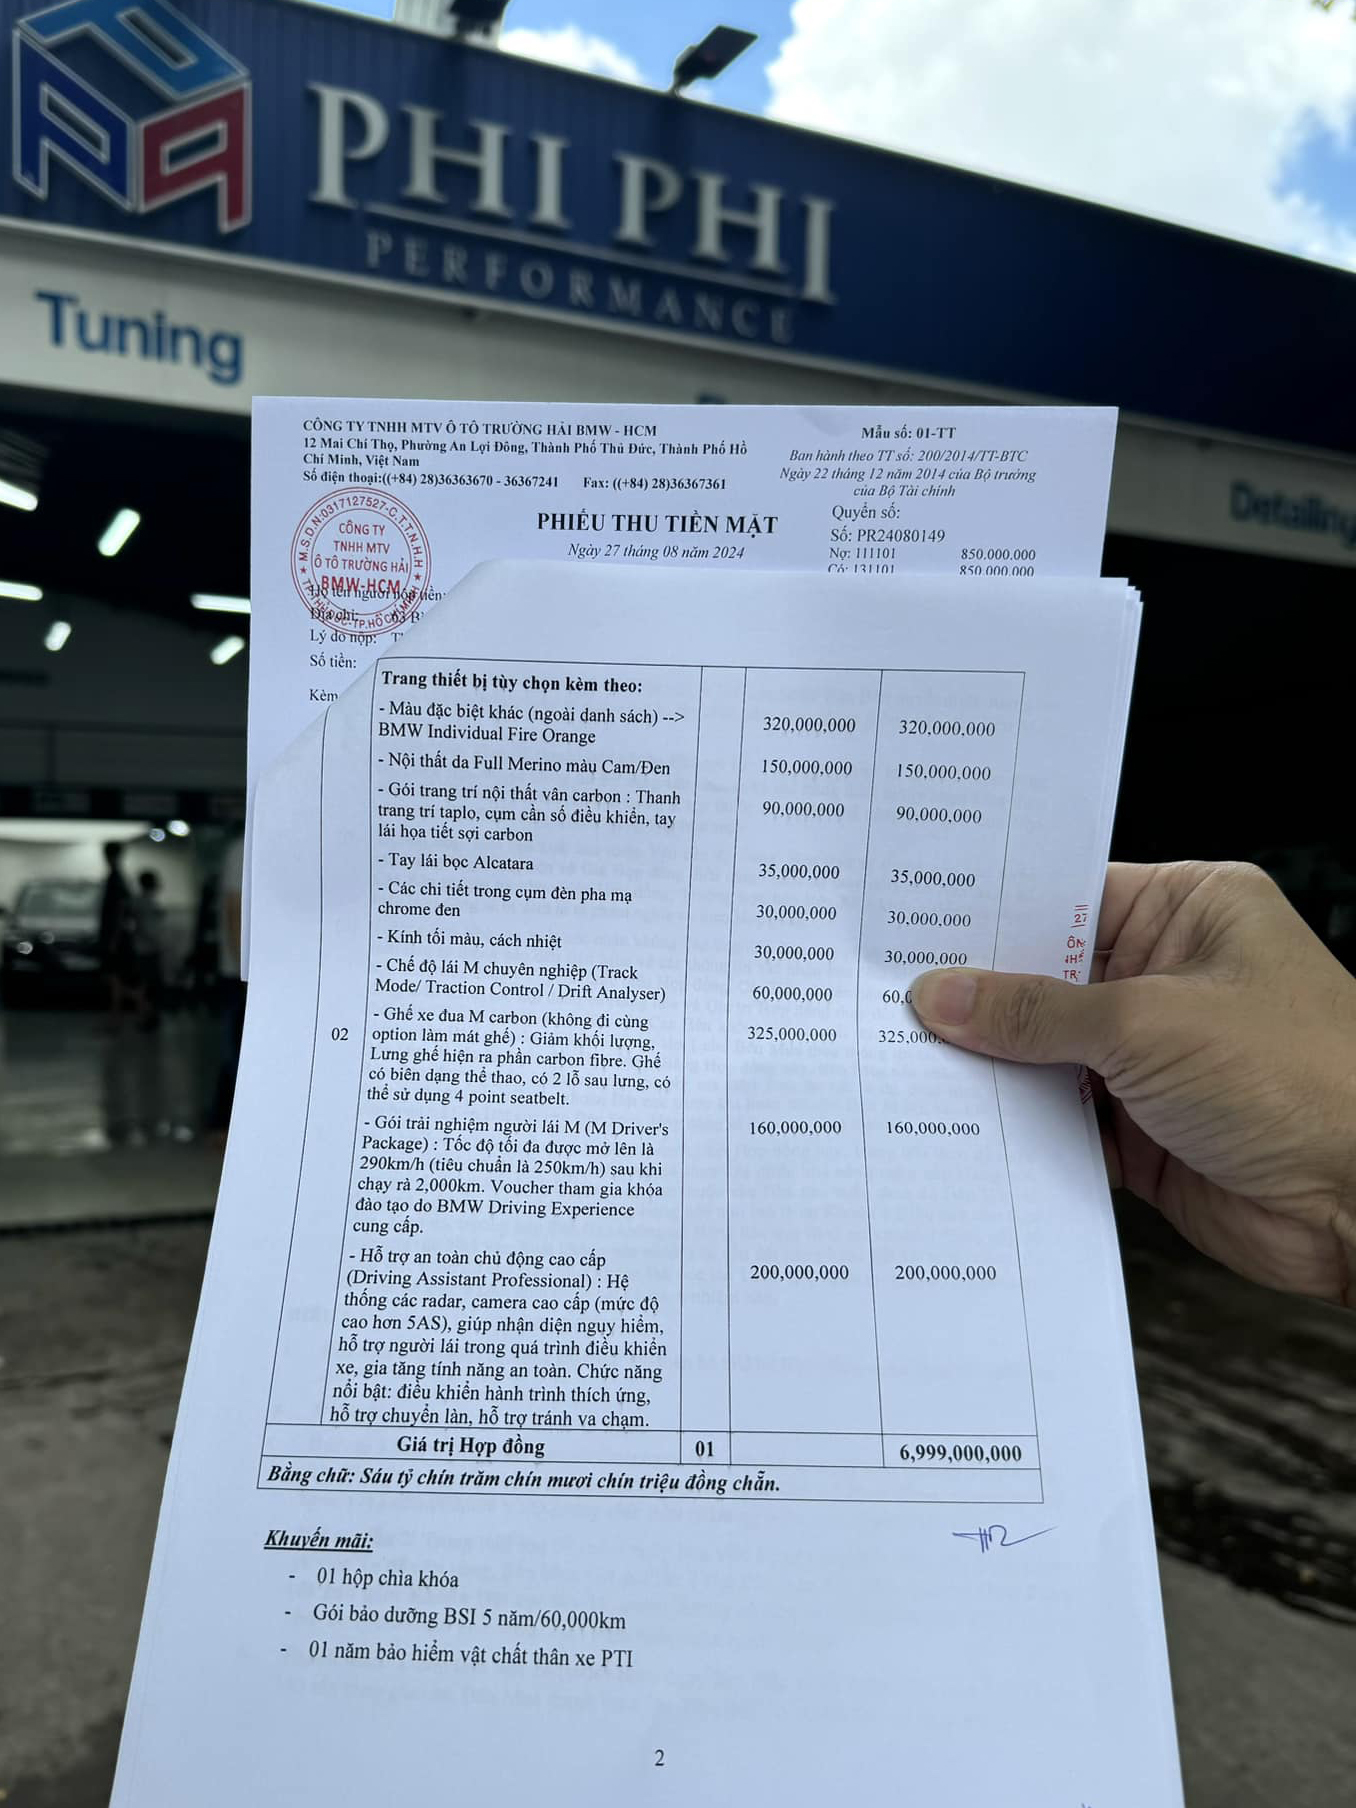 PHI PHI
PERFORMANCE
Tuning
Detailing
CÔNG TY TNHH MTV Ô TÔ TRƯỜNG HẢI BMW - HCM
12 Mai Chí Thọ, Phường An Lợi Đông, Thành Phố Thủ Đức, Thành Phố Hồ
Chí Minh, Việt Nam
Số điện thoại:((+84) 28)36363670 - 36367241 Fax: ((+84) 28)36367361
Mẫu số: 01-TT
Ban hành theo TT số: 200/2014/TT-BTC
Ngày 22 tháng 12 năm 2014 của Bộ trưởng
của Bộ Tài chính
PHIẾU THU TIỀN MẶT
Ngày 27 tháng 08 năm 2024
Quyển số:
Số: PR24080149
Nợ: 111101 850.000.000
Có: 131101 850.000.000
M.S.D.N:0317127527-C.T.T.N.H.H
CÔNG TY
TNHH MTV
Ô TÔ TRƯỜNG HẢI
BMW-HCM
Họ tên người nộp tiền:
Địa chỉ: 63 B
Lý do nộp: T
Số tiền:
Kèm
Trang thiết bị tùy chọn kèm theo:
- Màu đặc biệt khác (ngoài danh sách) -->
BMW Individual Fire Orange 320,000,000 320,000,000
- Nội thất da Full Merino màu Cam/Đen 150,000,000 150,000,000
- Gói trang trí nội thất vân carbon : Thanh
trang trí taplo, cụm cần số điều khiển, tay 90,000,000 90,000,000
lái họa tiết sợi carbon
- Tay lái bọc Alcatara 35,000,000 35,000,000
- Các chi tiết trong cụm đèn pha mạ
chrome đen 30,000,000 30,000,000
- Kính tối màu, cách nhiệt 30,000,000 30,000,000
- Chế độ lái M chuyên nghiệp (Track
Mode/ Traction Control / Drift Analyser) 60,000,000 60,0
- Ghế xe đua M carbon (không đi cùng
02 option làm mát ghế) : Giảm khối lượng, 325,000,000 325,000.
Lưng ghế hiện ra phần carbon fibre. Ghế
có biên dạng thể thao, có 2 lỗ sau lưng, có
thể sử dụng 4 point seatbelt.
- Gói trải nghiệm người lái M (M Driver's 160,000,000 160,000,000
Package) : Tốc độ tối đa được mở lên là
290km/h (tiêu chuẩn là 250km/h) sau khi
chạy rà 2,000km. Voucher tham gia khóa
đào tạo do BMW Driving Experience
cung cấp.
- Hỗ trợ an toàn chủ động cao cấp
(Driving Assistant Professional) : Hệ 200,000,000 200,000,000
thống các radar, camera cao cấp (mức độ
cao hơn 5AS), giúp nhận diện nguy hiểm,
hỗ trợ người lái trong quá trình điều khiển
xe, gia tăng tính năng an toàn. Chức năng
nổi bật: điều khiển hành trình thích ứng,
hỗ trợ chuyển làn, hỗ trợ tránh va chạm.
Giá trị Hợp đồng 01 6,999,000,000
Bằng chữ: Sáu tỷ chín trăm chín mươi chín triệu đồng chẵn.
Khuyến mãi:
- 01 hộp chìa khóa
- Gói bảo dưỡng BSI 5 năm/60,000km
- 01 năm bảo hiểm vật chất thân xe PTI
2